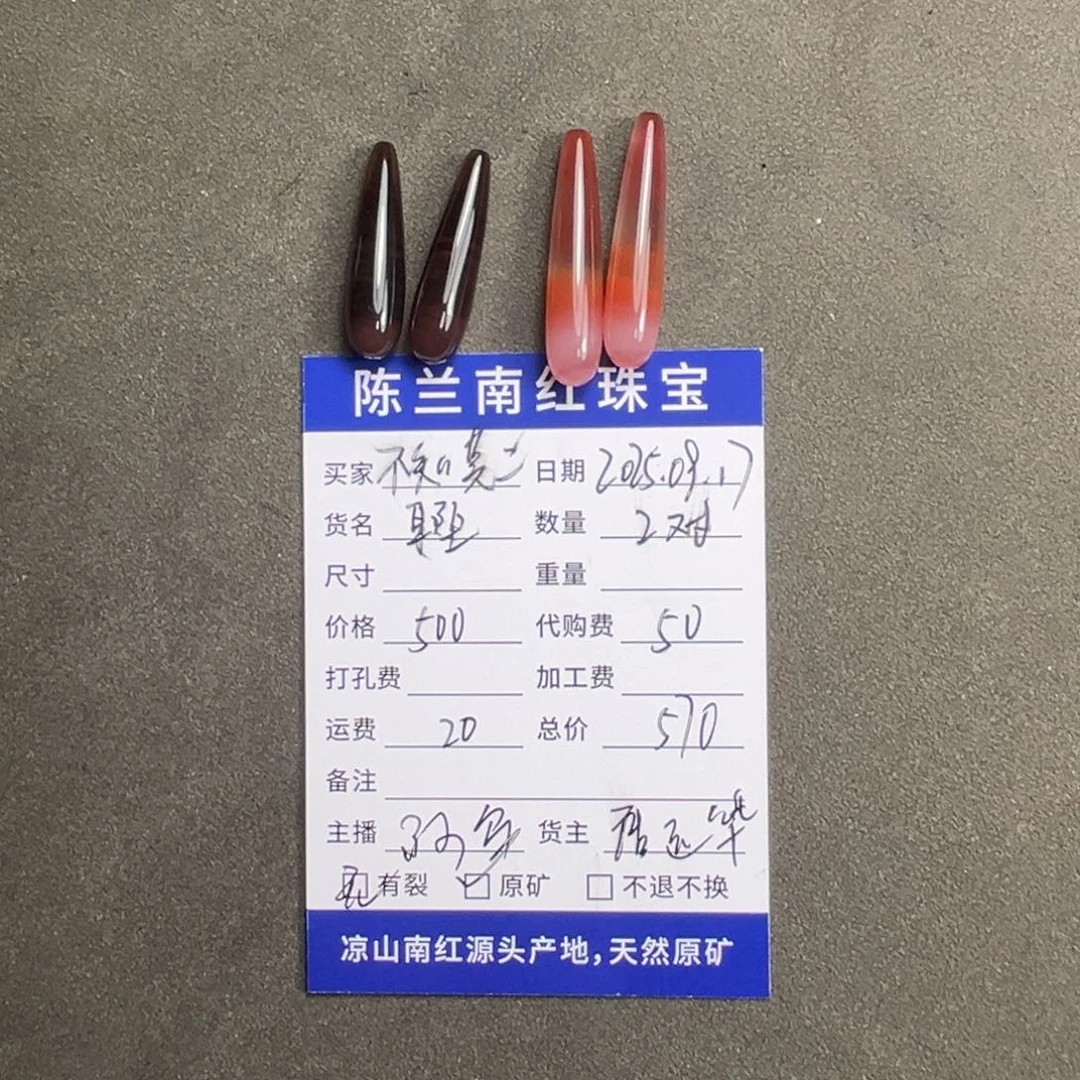 陈兰南红珠宝
买家 日期 2025.09.17
货名 耳坠 数量 2对
尺寸 重量
价格 500 代购费 50
打孔费 加工费
运费 20 总价 570
备注
主播 货主
无 有裂 原矿 不退不换
凉山南红源头产地,天然原矿